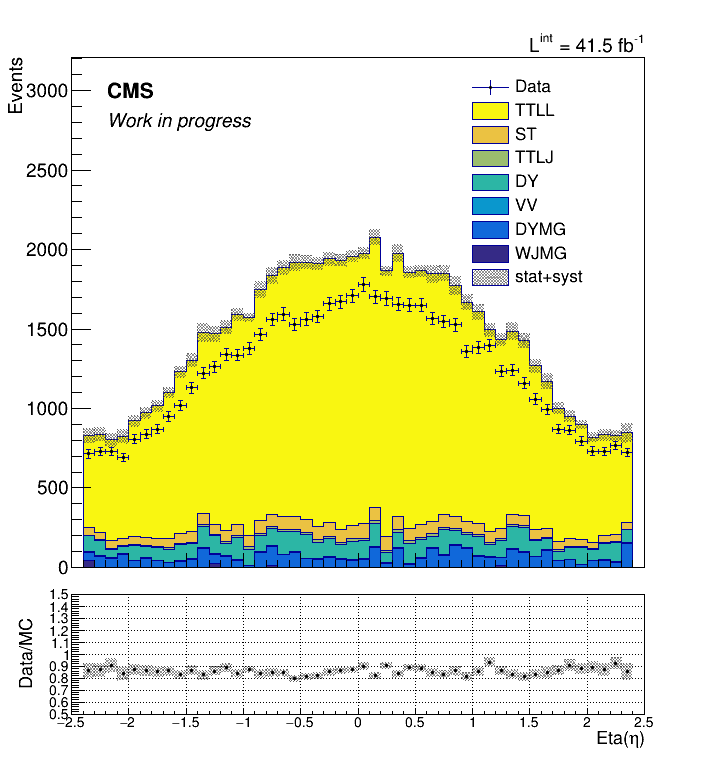 L^int = 41.5 fb^-1
Events
3000
2500
2000
1500
1000
500
0
CMS
Work in progress
Data
TTLL
ST
TTLJ
DY
VV
DYMG
WJMG
stat+syst
Data/MC
1.5
1.4
1.3
1.2
1.1
1
0.9
0.8
0.7
0.6
0.5
−2.5 −2 −1.5 −1 −0.5 0 0.5 1 1.5 2 2.5
Eta(η)